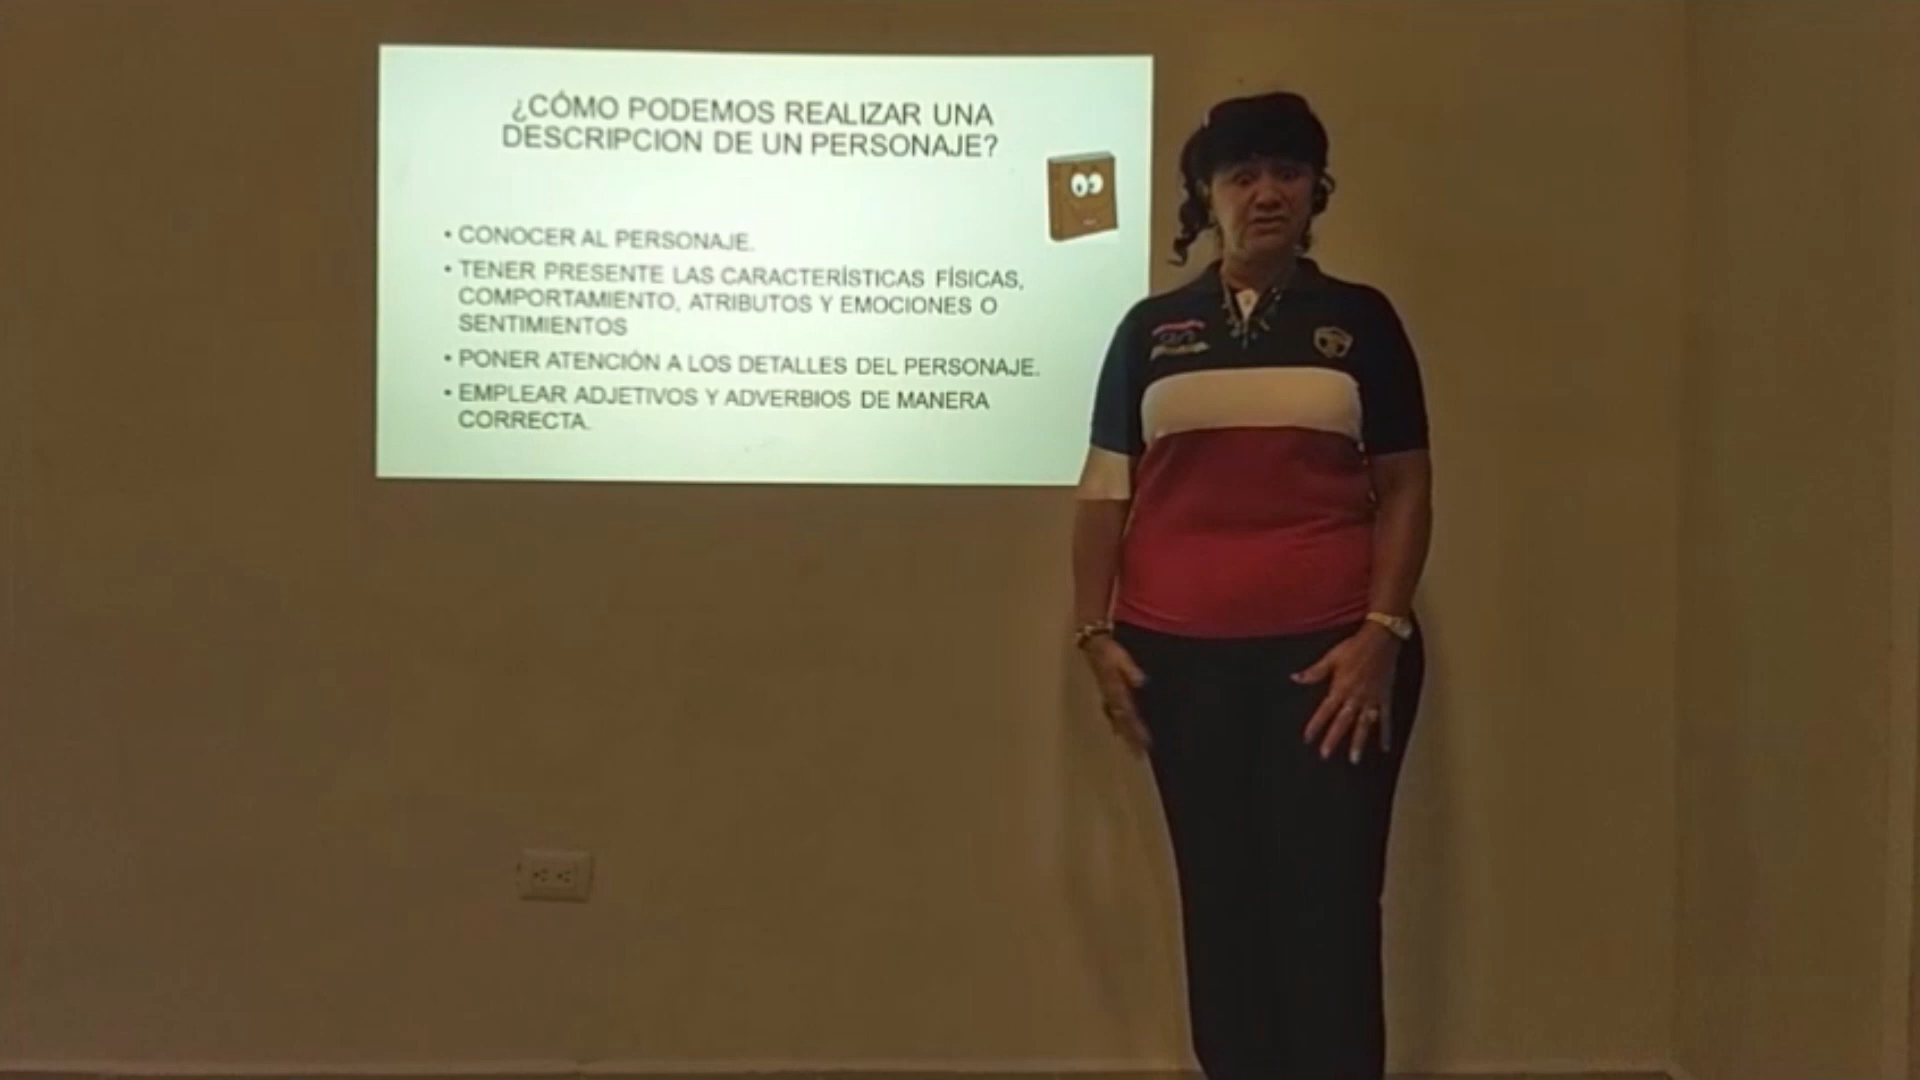 ¿CÓMO PODEMOS REALIZAR UNA
DESCRIPCION DE UN PERSONAJE?
• CONOCER AL PERSONAJE.
• TENER PRESENTE LAS CARACTERÍSTICAS FÍSICAS,
COMPORTAMIENTO, ATRIBUTOS Y EMOCIONES O
SENTIMIENTOS
• PONER ATENCIÓN A LOS DETALLES DEL PERSONAJE.
• EMPLEAR ADJETIVOS Y ADVERBIOS DE MANERA
CORRECTA.